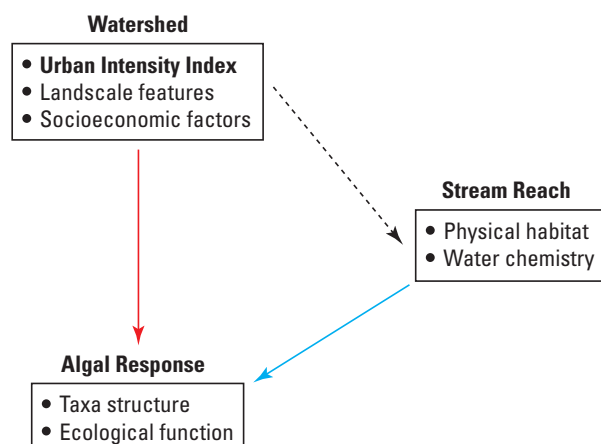 Watershed
• Urban Intensity Index
• Landscale features
• Socioeconomic factors
Stream Reach
• Physical habitat
• Water chemistry
Algal Response
• Taxa structure
• Ecological function